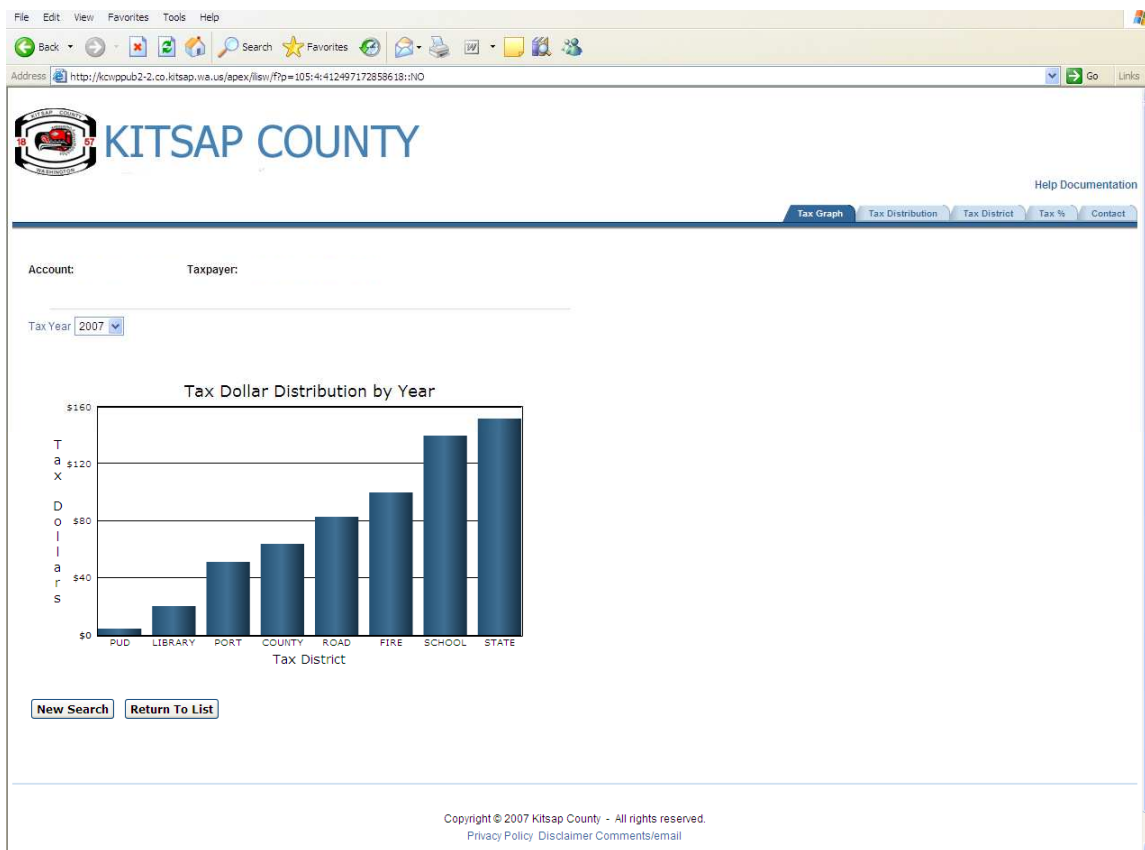 File Edit View Favorites Tools Help
Back Search Favorites
Address http://kcwppub2-2.co.kitsap.wa.us/apex/ilsw/f?p=105:4:412497172858618::NO Go Links
KITSAP COUNTY
18 57
WASHINGTON
KITSAP COUNTY
Help Documentation
Tax Graph Tax Distribution Tax District Tax % Contact
Account: Taxpayer:
Tax Year 2007
Tax Dollar Distribution by Year
Tax Dollars
$160
$120
$80
$40
$0
PUD LIBRARY PORT COUNTY ROAD FIRE SCHOOL STATE
Tax District
New Search Return To List
Copyright © 2007 Kitsap County - All rights reserved.
Privacy Policy Disclaimer Comments/email